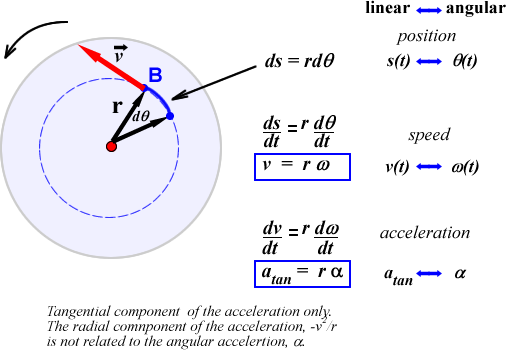 linear ⟷ angular
position
ds = rdθ s(t) ⟷ θ(t)
v⃗
B
r
dθ
ds/dt = r dθ/dt
speed
v = r ω v(t) ⟷ ω(t)
dv/dt = r dω/dt
acceleration
a_tan = r α a_tan ⟷ α
Tangential component of the acceleration only.
The radial comnponent of the acceleration, -v²/r
is not related to the angular accelertion, α.